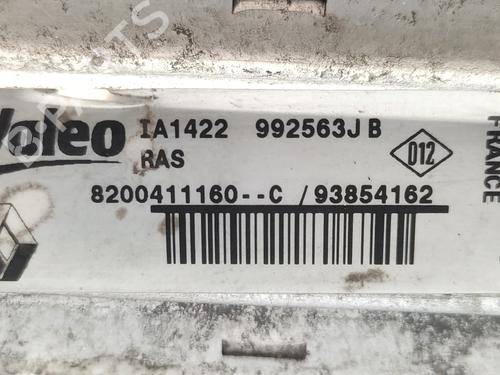 Valeo IA1422 992563J B
RAS
D12
8200411160--C / 93854162
FRANCE